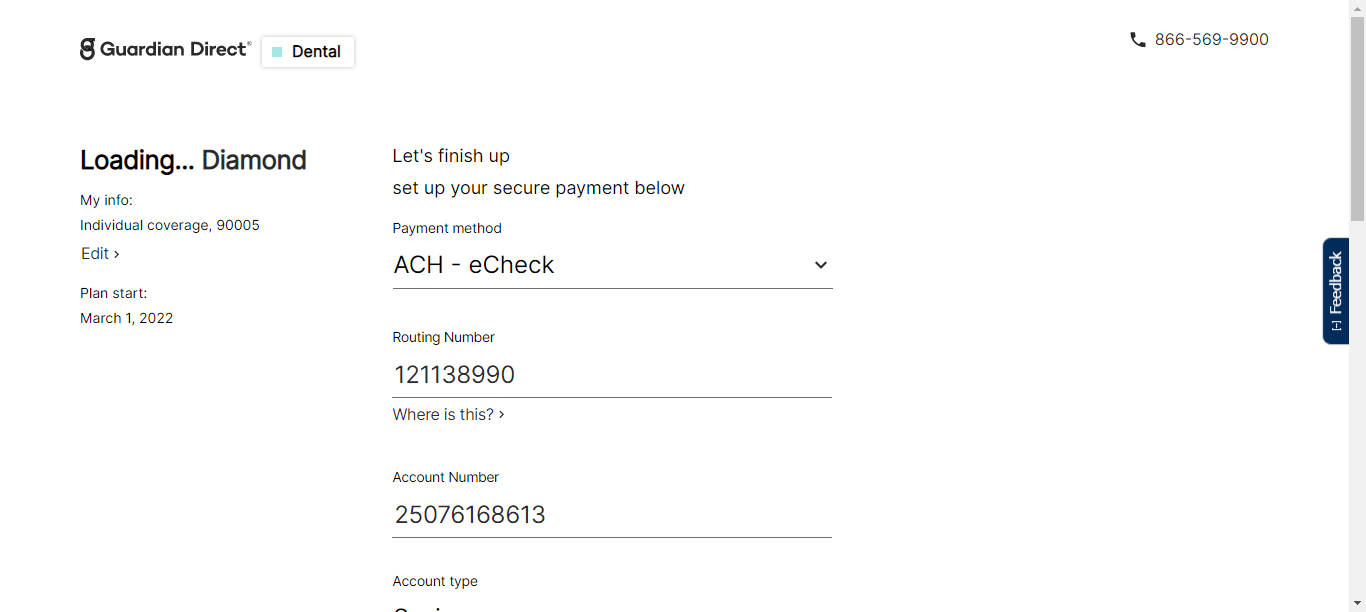 Guardian Direct®
Dental
866-569-9900
Loading... Diamond
My info:
Individual coverage, 90005
Edit ›
Plan start:
March 1, 2022
Let's finish up
set up your secure payment below
Payment method
ACH - eCheck
Routing Number
121138990
Where is this? ›
Account Number
25076168613
Account type
[-] Feedback